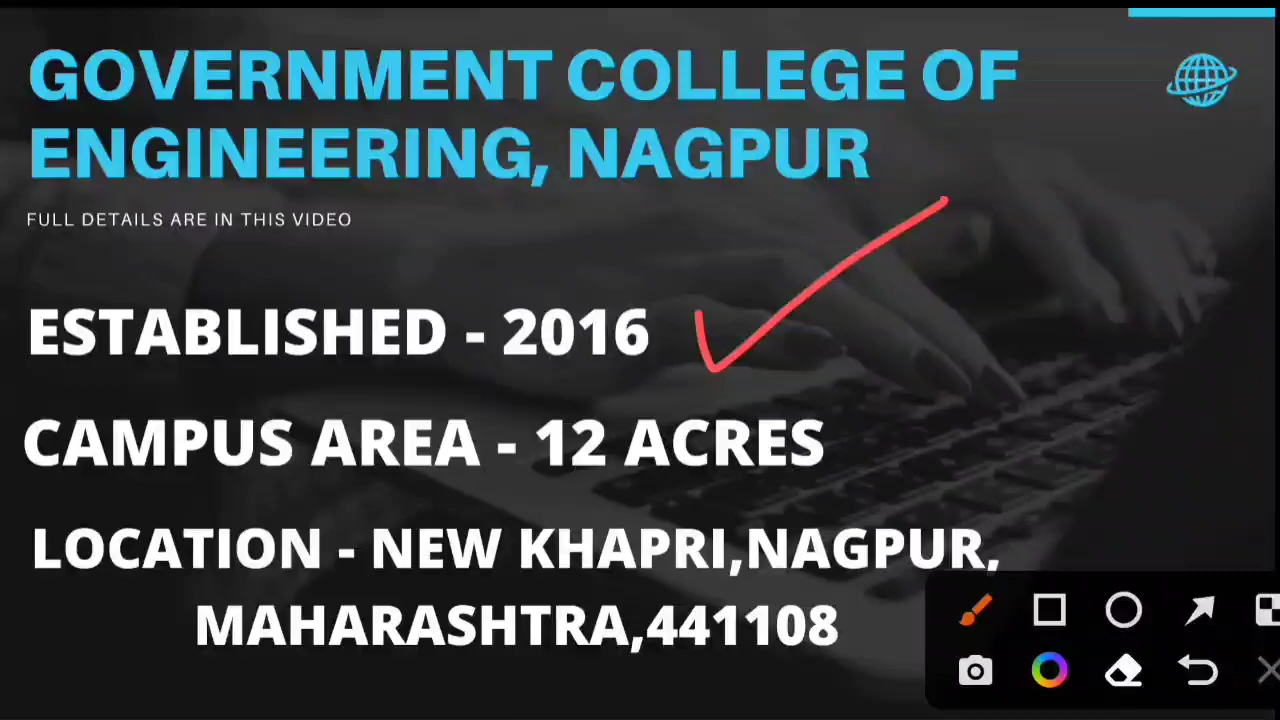 GOVERNMENT COLLEGE OF
ENGINEERING, NAGPUR
FULL DETAILS ARE IN THIS VIDEO
ESTABLISHED - 2016
CAMPUS AREA - 12 ACRES
LOCATION - NEW KHAPRI,NAGPUR,
MAHARASHTRA,441108